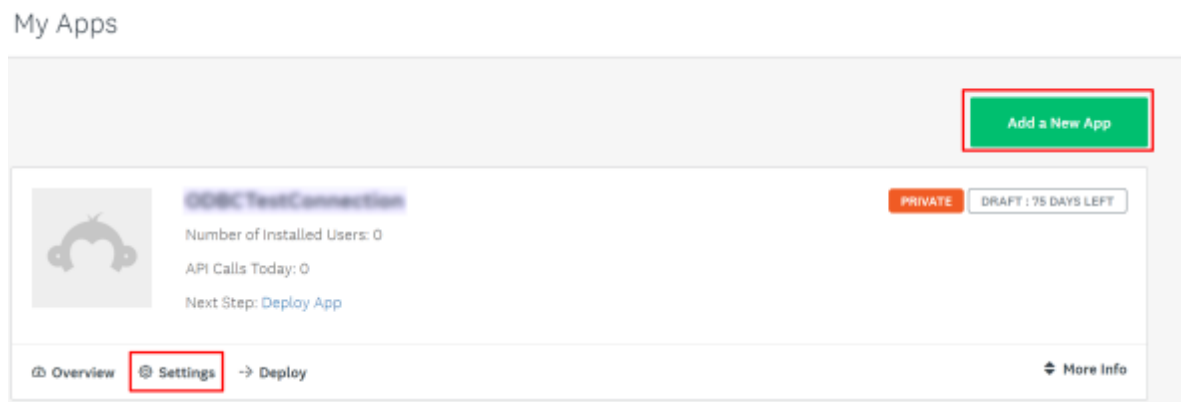 My Apps
Add a New App
ODBCTestConnection
PRIVATE
DRAFT : 75 DAYS LEFT
Number of Installed Users: 0
API Calls Today: 0
Next Step: Deploy App
Overview
Settings
Deploy
More Info